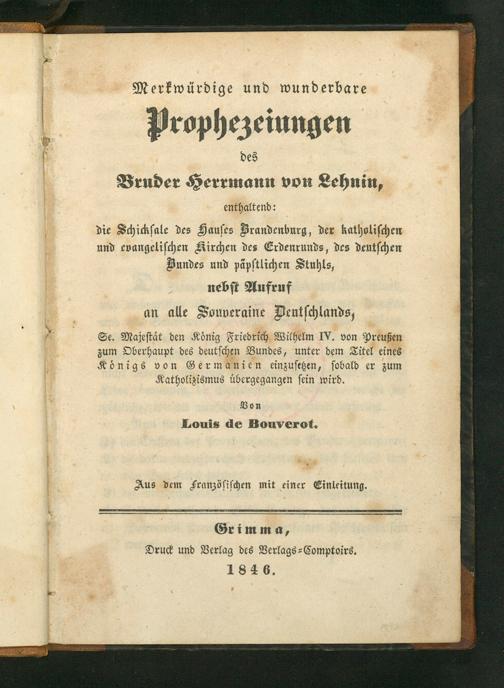 Merkwürdige und wunderbare
Prophezeiungen
des
Bruder Herrmann von Lehnin,
enthaltend:
die Schicksale des Hauses Brandenburg, der katholischen
und evangelischen Kirchen des Erdenrunds, des deutschen
Bundes und päpstlichen Stuhls,
nebst Aufruf
an alle Souveraine Deutschlands,
Se. Majestät den König Friedrich Wilhelm IV. von Preußen
zum Oberhaupt des deutschen Bundes, unter dem Titel eines
Königs von Germanien einzusetzen, sobald er zum
Katholizismus übergegangen sein wird.
Von
Louis de Bouverot.
Aus dem Französischen mit einer Einleitung.
Grimma,
Druck und Verlag des Verlags-Comptoirs.
1846.